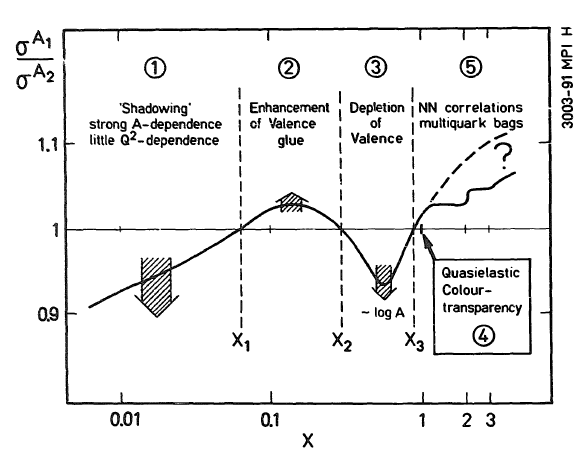 σA1
σA2
① ② ③ ⑤
'Shadowing'
strong A-dependence
little Q2-dependence
Enhancement
of Valence
glue
Depletion
of
Valence
NN correlations
multiquark bags
?
3003-91 MPI H
1.1
1
0.9
~ log A
Quasielastic
Colour-
transparency
④
X1 X2 X3
0.01 0.1 1 2 3
X